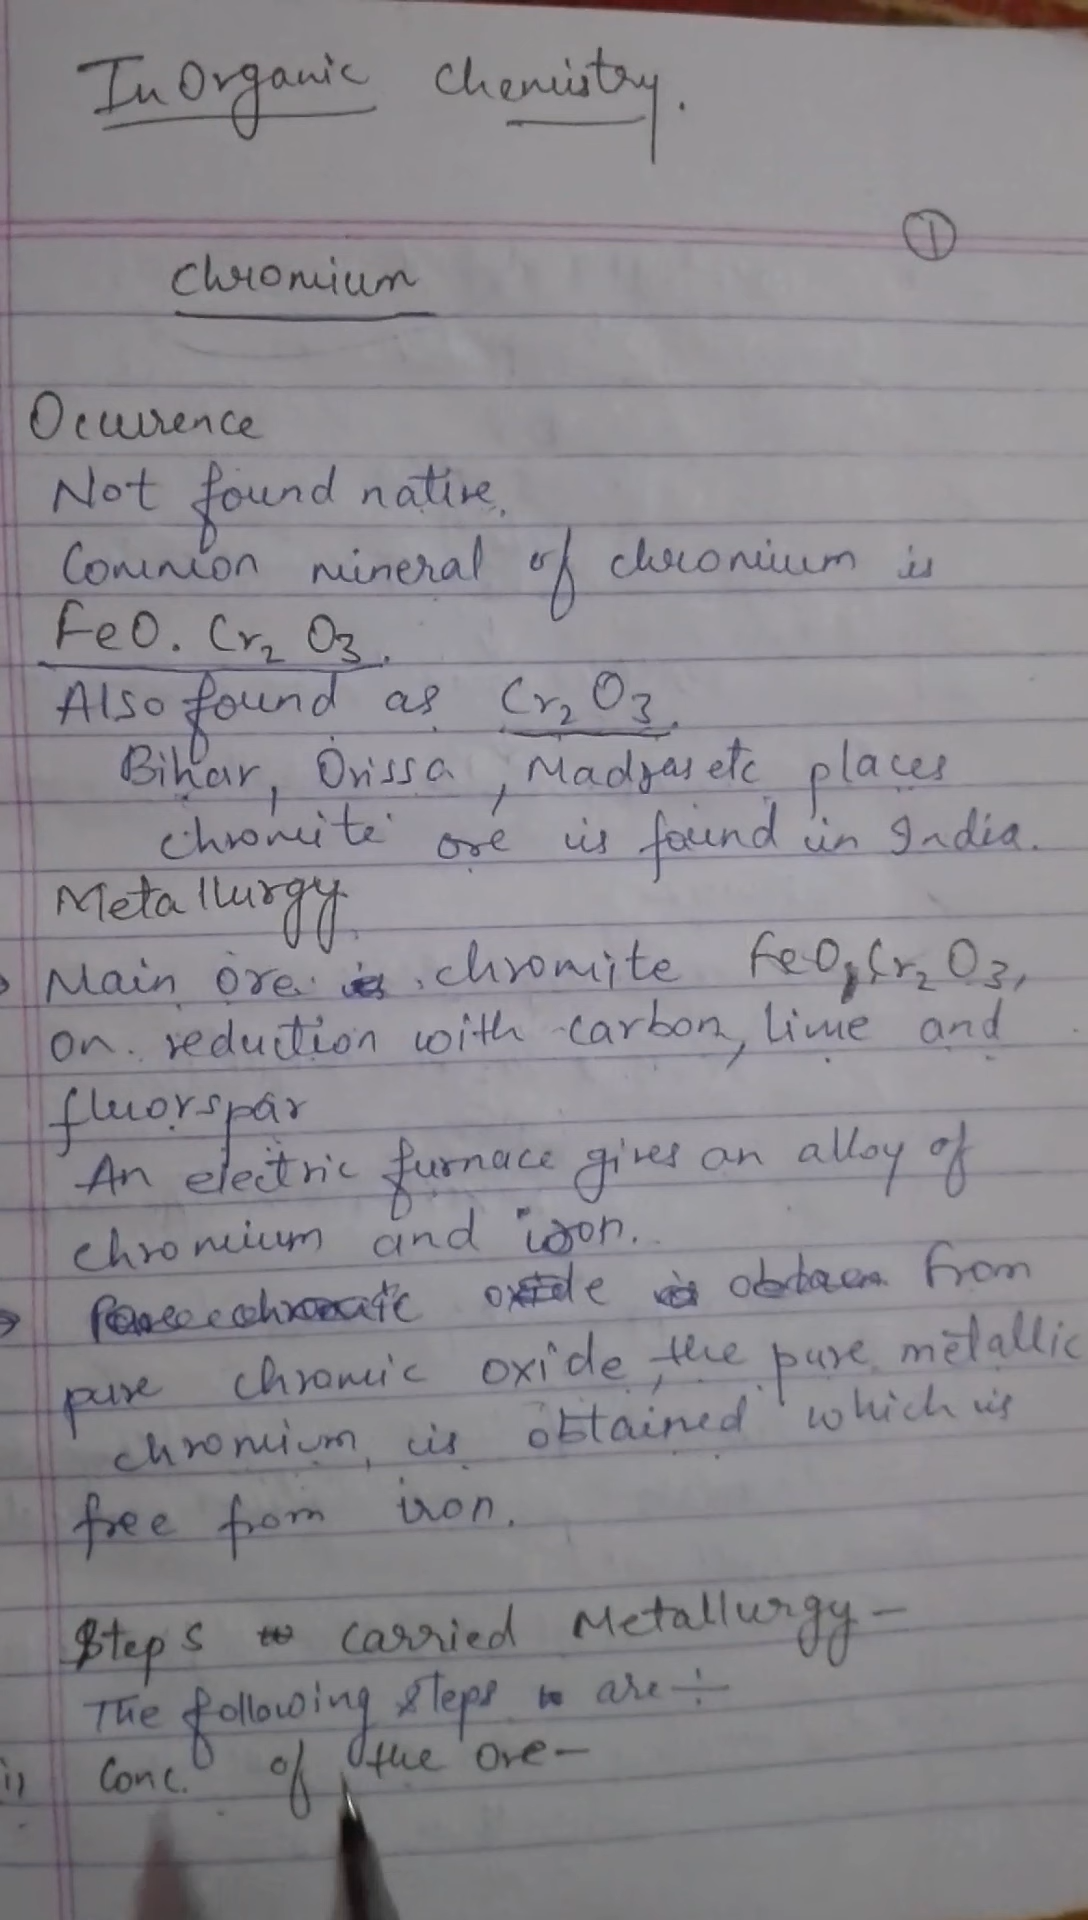 InOrganic Chemistry.
1
Chromium
Ocurrence
Not found native.
Common mineral of chromium is
FeO. Cr2 O3.
Also found as Cr2 O3.
Bihar, Orissa, Madras etc places
chromite ore is found in India.
Metallurgy
Main ore is chromite FeO, Cr2 O3,
on reduction with carbon, lime and
fluorspar
An electric furnace gives an alloy of
chromium and iron.
From
pure chromic oxide, the pure metallic
chromium, is obtained which is
free from iron.
Steps carried Metallurgy -
The following steps are ÷
i) Conc. of the ore -